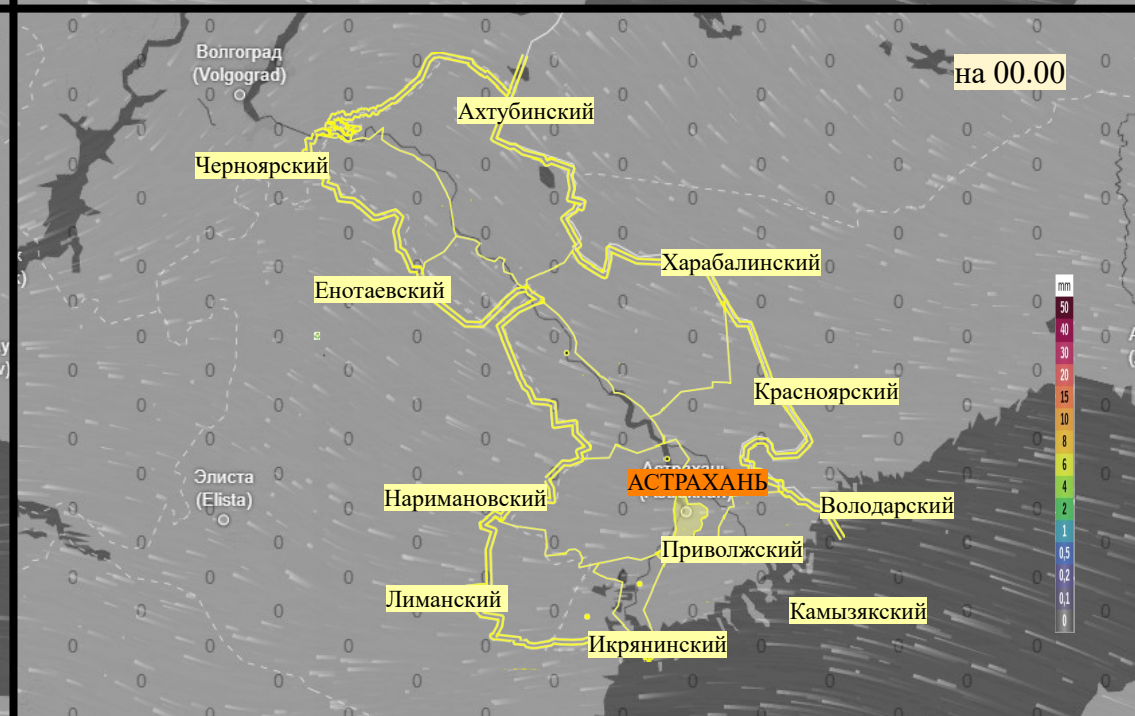 Волгоград
(Volgograd)
на 00.00
Ахтубинский
Черноярский
Харабалинский
Енотаевский
mm
50
40
30
20
15
10
8
6
4
2
1
0,5
0,2
0,1
0
Красноярский
Элиста
(Elista)
АСТРАХАНЬ
Наримановский
Володарский
Приволжский
Лиманский
Камызякский
Икрянинский